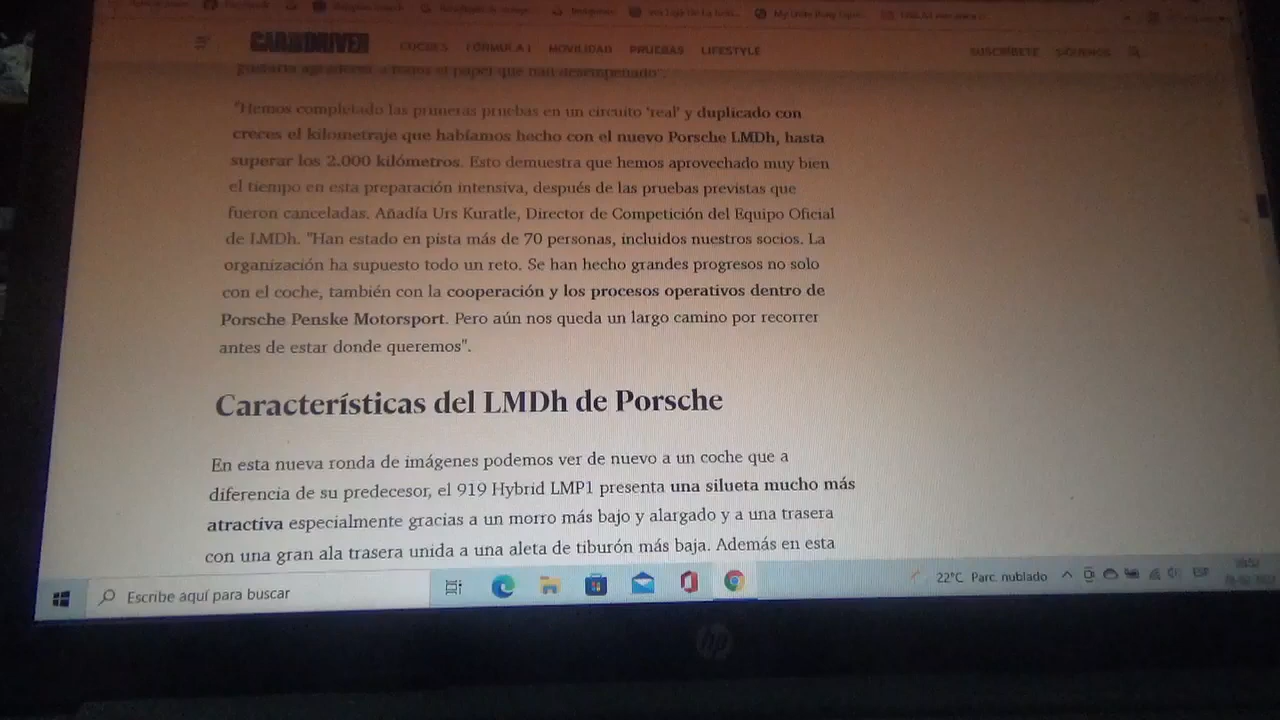 CAR AND DRIVER COCHES FÓRMULA 1 MOVILIDAD PRUEBAS LIFESTYLE SUSCRÍBETE SÍGUENOS
el papel que han desempeñado".
"Hemos completado las primeras pruebas en un circuito 'real' y duplicado con
creces el kilometraje que habíamos hecho con el nuevo Porsche LMDh, hasta
superar los 2.000 kilómetros. Esto demuestra que hemos aprovechado muy bien
el tiempo en esta preparación intensiva, después de las pruebas previstas que
fueron canceladas. Añadía Urs Kuratle, Director de Competición del Equipo Oficial
de LMDh. "Han estado en pista más de 70 personas, incluidos nuestros socios. La
organización ha supuesto todo un reto. Se han hecho grandes progresos no solo
con el coche, también con la cooperación y los procesos operativos dentro de
Porsche Penske Motorsport. Pero aún nos queda un largo camino por recorrer
antes de estar donde queremos".
Características del LMDh de Porsche
En esta nueva ronda de imágenes podemos ver de nuevo a un coche que a
diferencia de su predecesor, el 919 Hybrid LMP1 presenta una silueta mucho más
atractiva especialmente gracias a un morro más bajo y alargado y a una trasera
con una gran ala trasera unida a una aleta de tiburón más baja. Además en esta
Escribe aquí para buscar 22°C Parc. nublado ESP
hp